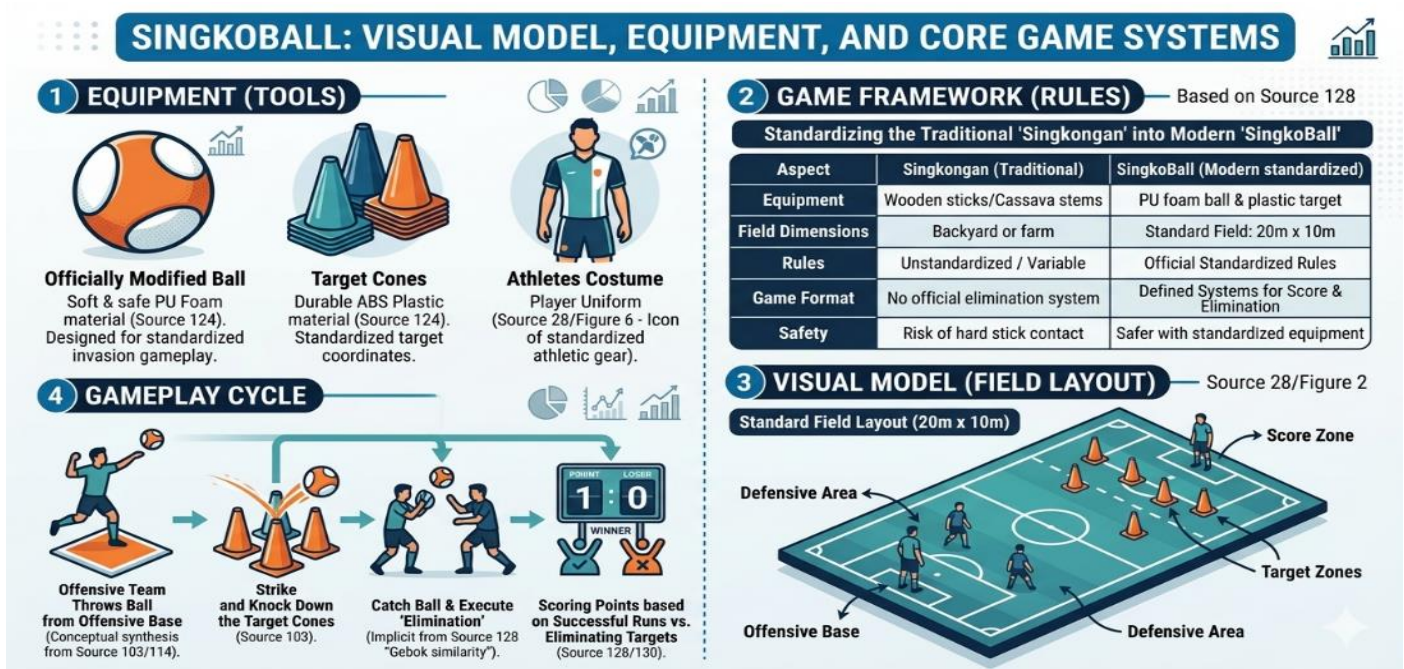 SINGKOBALL: VISUAL MODEL, EQUIPMENT, AND CORE GAME SYSTEMS
1 EQUIPMENT (TOOLS)
Officially Modified Ball
Soft & safe PU Foam
material (Source 124).
Designed for standardized
invasion gameplay.
Target Cones
Durable ABS Plastic
material (Source 124).
Standardized target
coordinates.
Athletes Costume
Player Uniform
(Source 28/Figure 6 - Icon
of standardized
athletic gear).
2 GAME FRAMEWORK (RULES) Based on Source 128
Standardizing the Traditional 'Singkongan' into Modern 'SingkoBall'
Aspect Singkongan (Traditional) SingkoBall (Modern standardized)
Equipment Wooden sticks/Cassava stems PU foam ball & plastic target
Field Dimensions Backyard or farm Standard Field: 20m x 10m
Rules Unstandardized / Variable Official Standardized Rules
Game Format No official elimination system Defined Systems for Score &
Elimination
Safety Risk of hard stick contact Safer with standardized equipment
3 VISUAL MODEL (FIELD LAYOUT) Source 28/Figure 2
Standard Field Layout (20m x 10m)
Score Zone
Defensive Area
Target Zones
Offensive Base
Defensive Area
4 GAMEPLAY CYCLE
Offensive Team
Throws Ball
from Offensive Base
(Conceptual synthesis
from Source 103/114).
Strike
and Knock Down
the Target Cones
(Source 103).
Catch Ball & Execute
'Elimination'
(Implicit from Source 128
"Gebok similarity").
POINT LOSER
1 : 0
WINNER
Scoring Points based
on Successful Runs vs.
Eliminating Targets
(Source 128/130).